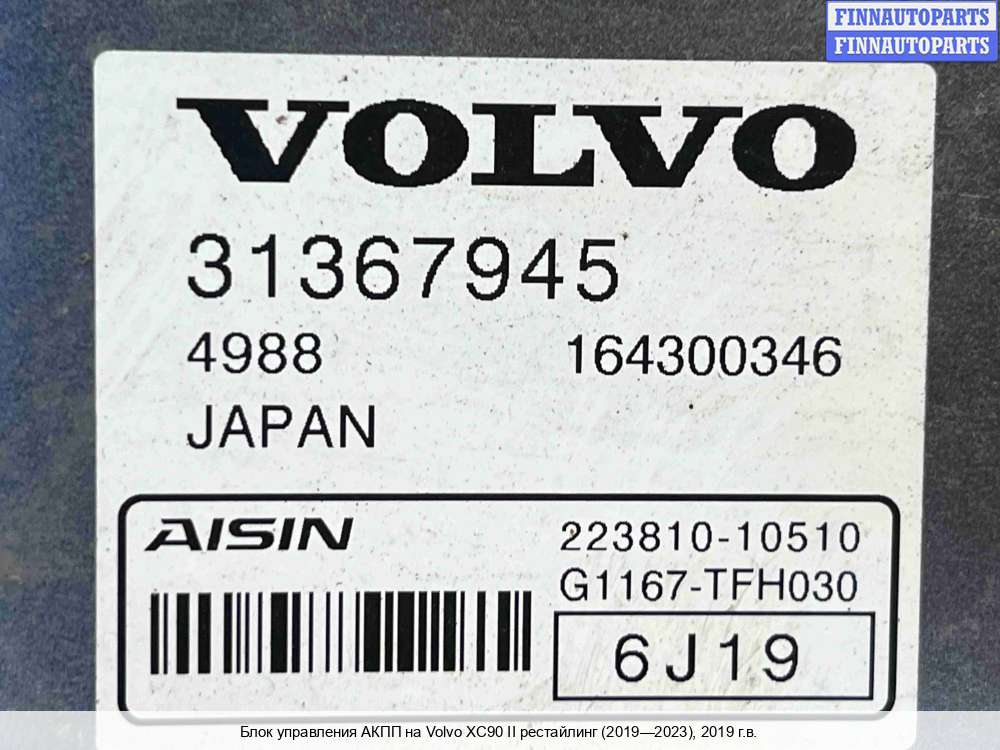 FINNAUTOPARTS
FINNAUTOPARTS
VOLVO
31367945
4988 164300346
JAPAN
AISIN 223810-10510
G1167-TFH030
6J19
Блок управления АКПП на Volvo XC90 II рестайлинг (2019—2023), 2019 г.в.